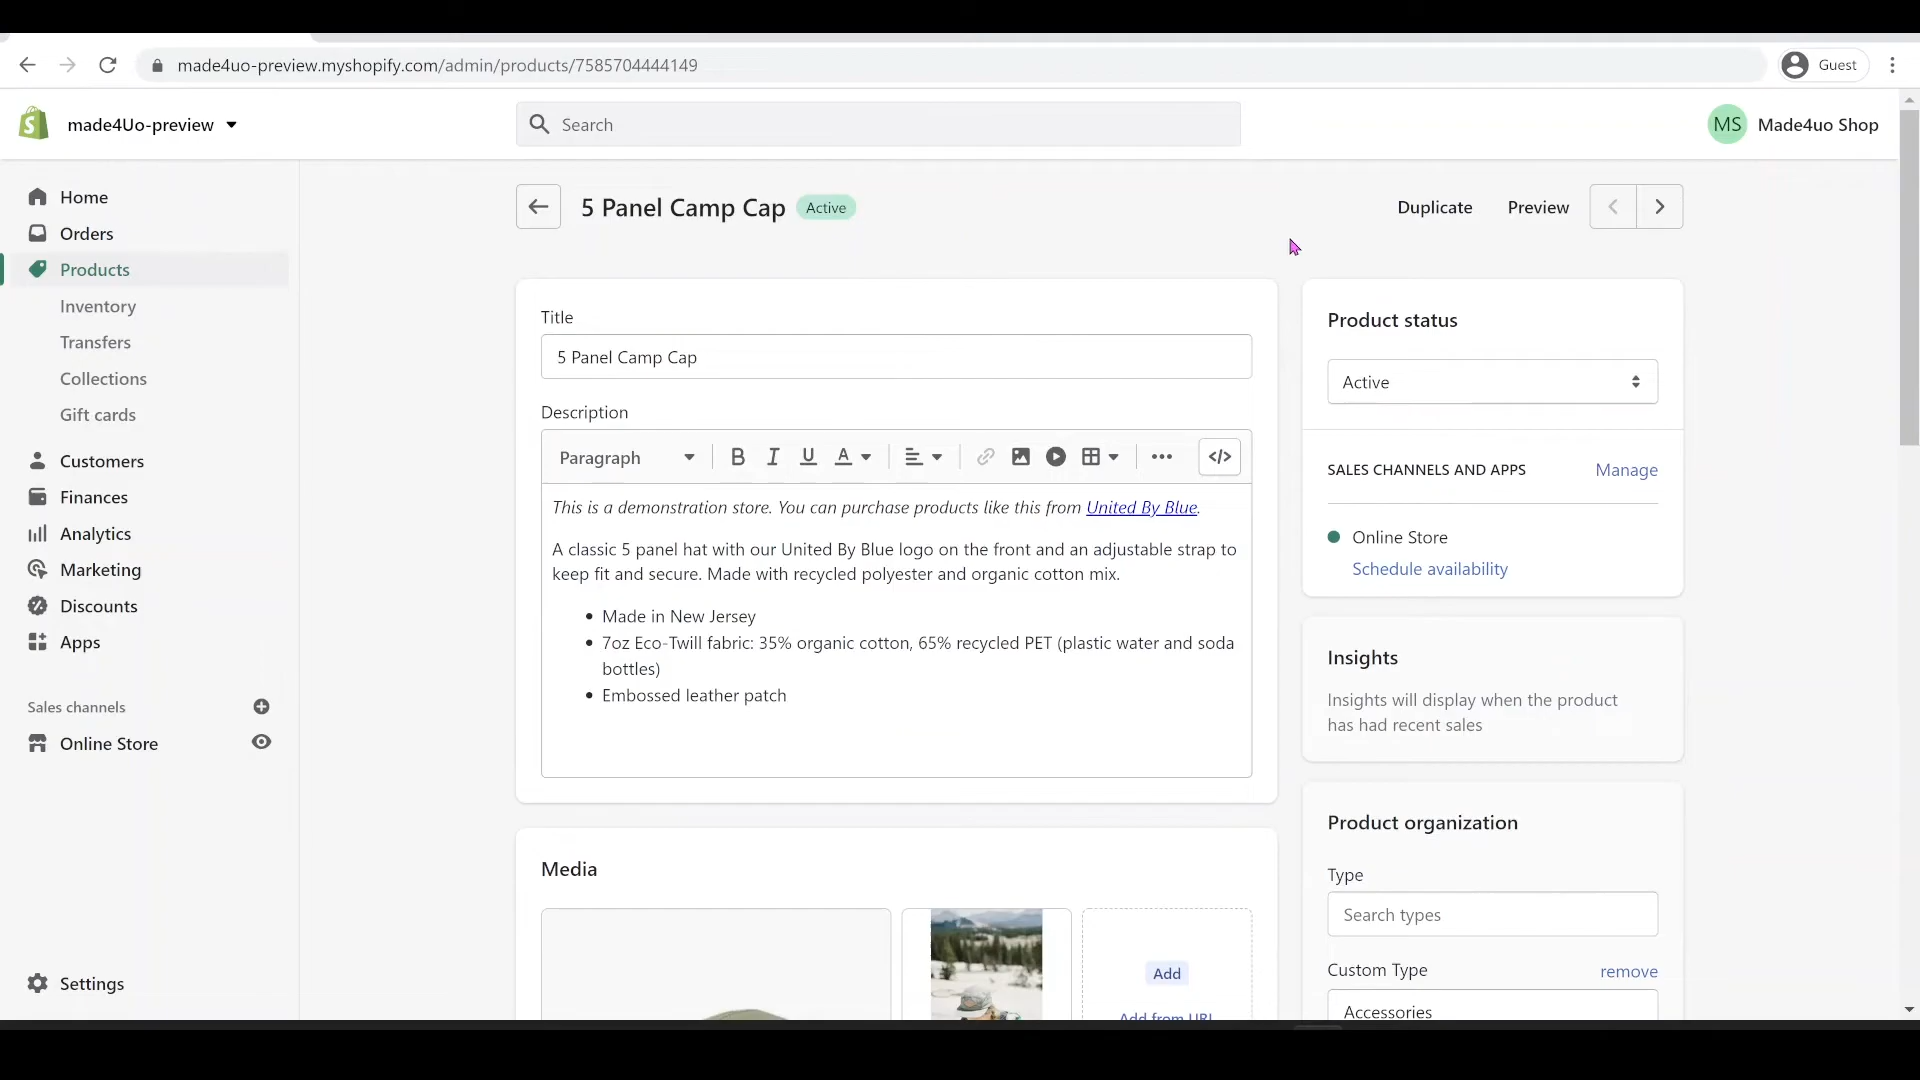 made4uo-preview.myshopify.com/admin/products/7585704444149
Guest
made4Uo-preview
Search
MS
Made4uo Shop
Home
Orders
Products
Inventory
Transfers
Collections
Gift cards
Customers
Finances
Analytics
Marketing
Discounts
Apps
Sales channels
Online Store
Settings
5 Panel Camp Cap
Active
Duplicate
Preview
Title
5 Panel Camp Cap
Description
Paragraph
B I U A </>
This is a demonstration store. You can purchase products like this from United By Blue.
A classic 5 panel hat with our United By Blue logo on the front and an adjustable strap to
keep fit and secure. Made with recycled polyester and organic cotton mix.
Made in New Jersey
7oz Eco-Twill fabric: 35% organic cotton, 65% recycled PET (plastic water and soda
bottles)
Embossed leather patch
Media
Add
Add from URL
Product status
Active
SALES CHANNELS AND APPS
Manage
Online Store
Schedule availability
Insights
Insights will display when the product
has had recent sales
Product organization
Type
Search types
Custom Type
remove
Accessories